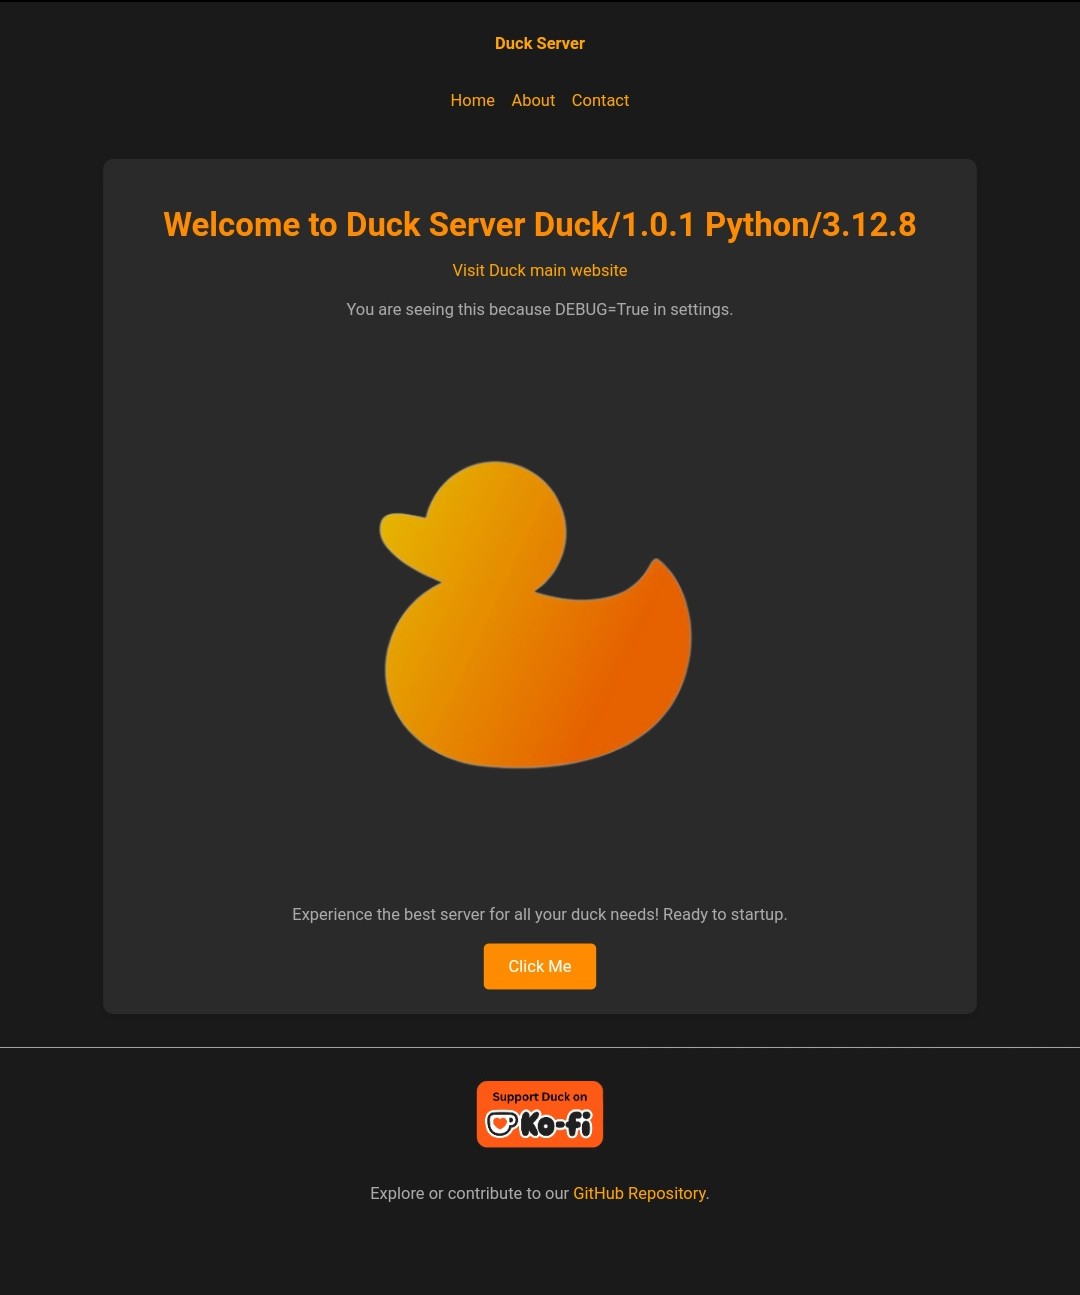 Duck Server
Home About Contact
Welcome to Duck Server Duck/1.0.1 Python/3.12.8
Visit Duck main website
You are seeing this because DEBUG=True in settings.
Experience the best server for all your duck needs! Ready to startup.
Click Me
Support Duck on
Ko-fi
Explore or contribute to our GitHub Repository.